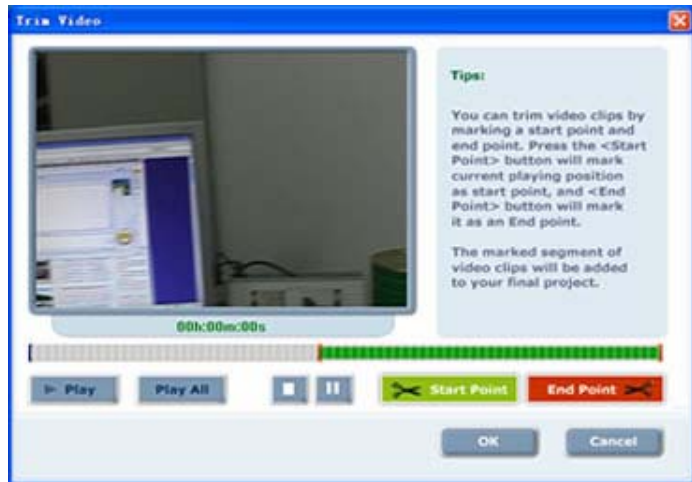 Trim Video
Tips:
You can trim video clips by
marking a start point and
end point. Press the <Start
Point> button will mark
current playing position
as start point, and <End
Point> button will mark
it as an End point.
The marked segment of
video clips will be added
to your final project.
00h:00m:00s
Play
Play All
Start Point
End Point
OK
Cancel